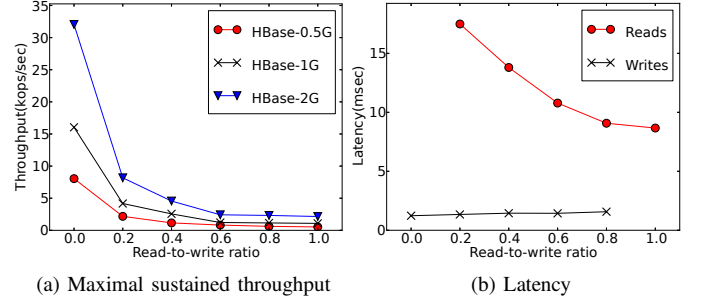 35
30
25
20
15
10
5
0
Throughput(kops/sec)
HBase-0.5G
HBase-1G
HBase-2G
0.0 0.2 0.4 0.6 0.8 1.0
Read-to-write ratio
(a) Maximal sustained throughput
15
10
5
0
Latency(msec)
Reads
Writes
0.0 0.2 0.4 0.6 0.8 1.0
Read-to-write ratio
(b) Latency